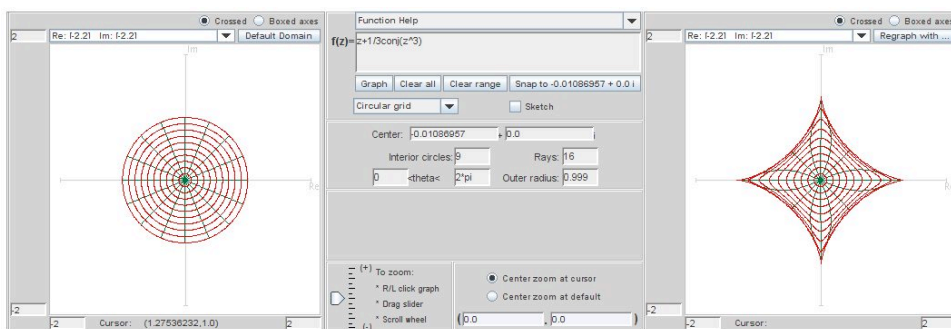 Crossed Boxed axes
2 Re: [-2.2] Im: [-2.2] Default Domain
Im
Re
-2
-2 Cursor: (1.27536232,1.0) 2
Function Help
f(z)= z+1/3conj(z^3)
Graph Clear all Clear range Snap to -0.01086957 + 0.0 i
Circular grid Sketch
Center: -0.01086957 + 0.0 i
Interior circles: 9 Rays: 16
0 <theta< 2*pi Outer radius: 0.999
(+) To zoom:
* R/L click graph
* Drag slider
* Scroll wheel
(-)
Center zoom at cursor
Center zoom at default
(0.0 , 0.0 )
Crossed Boxed axes
2 Re: [-2.2] Im: [-2.2] Regraph with ...
Im
Re
-2
-2 Cursor: 2